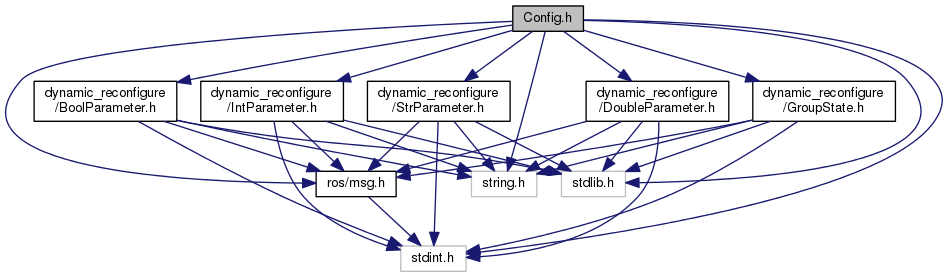 Config.h
dynamic_reconfigure
/BoolParameter.h
dynamic_reconfigure
/IntParameter.h
dynamic_reconfigure
/StrParameter.h
dynamic_reconfigure
/DoubleParameter.h
dynamic_reconfigure
/GroupState.h
ros/msg.h
string.h
stdlib.h
stdint.h